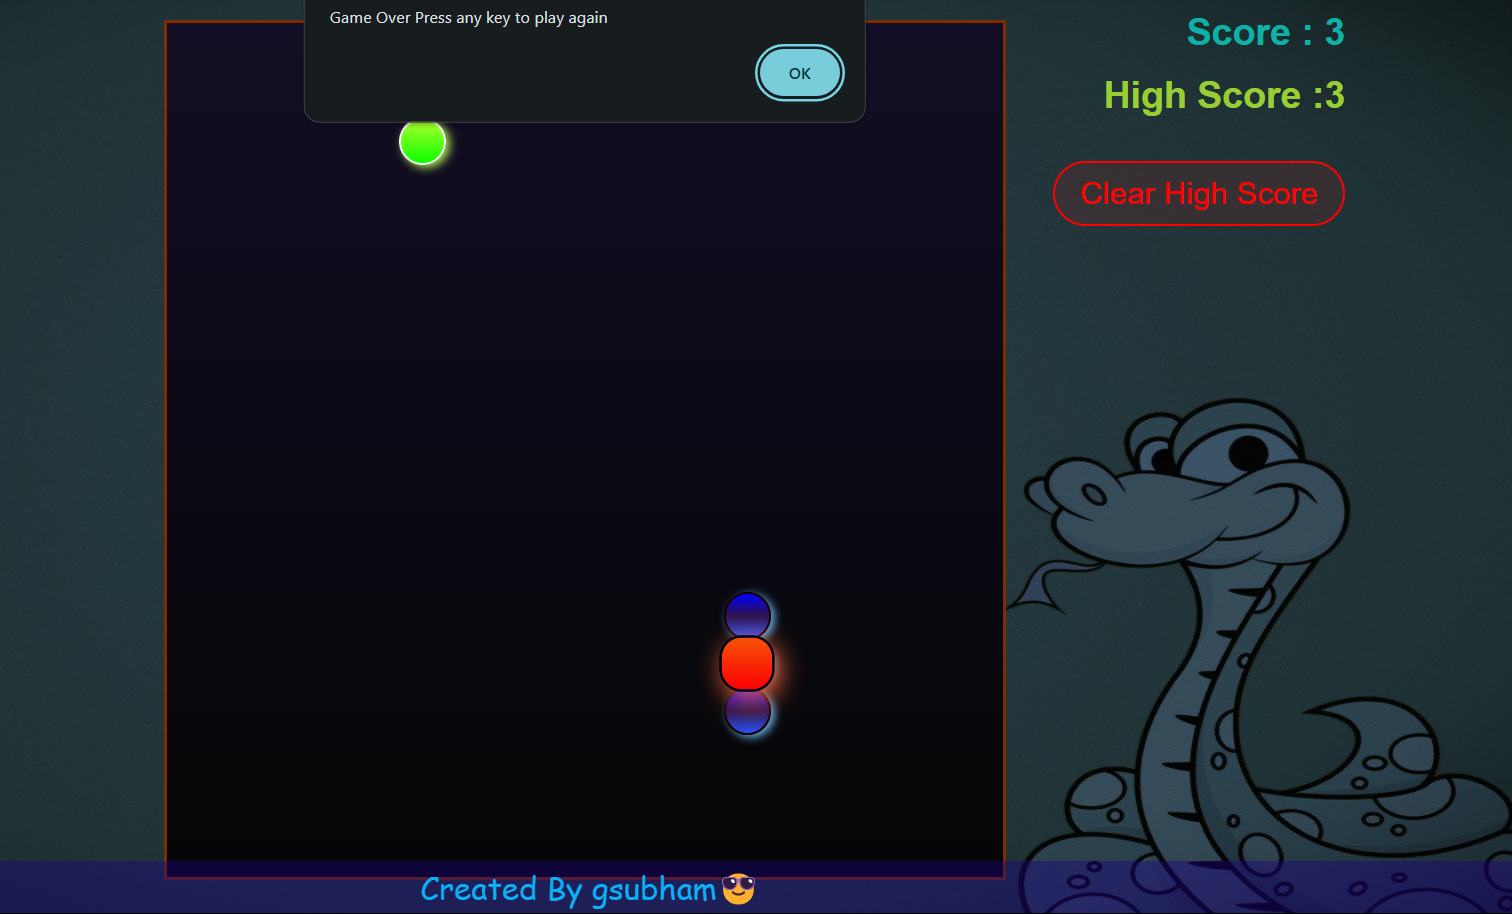 Game Over Press any key to play again
OK
Score : 3
High Score :3
Clear High Score
Created By gsubham😎